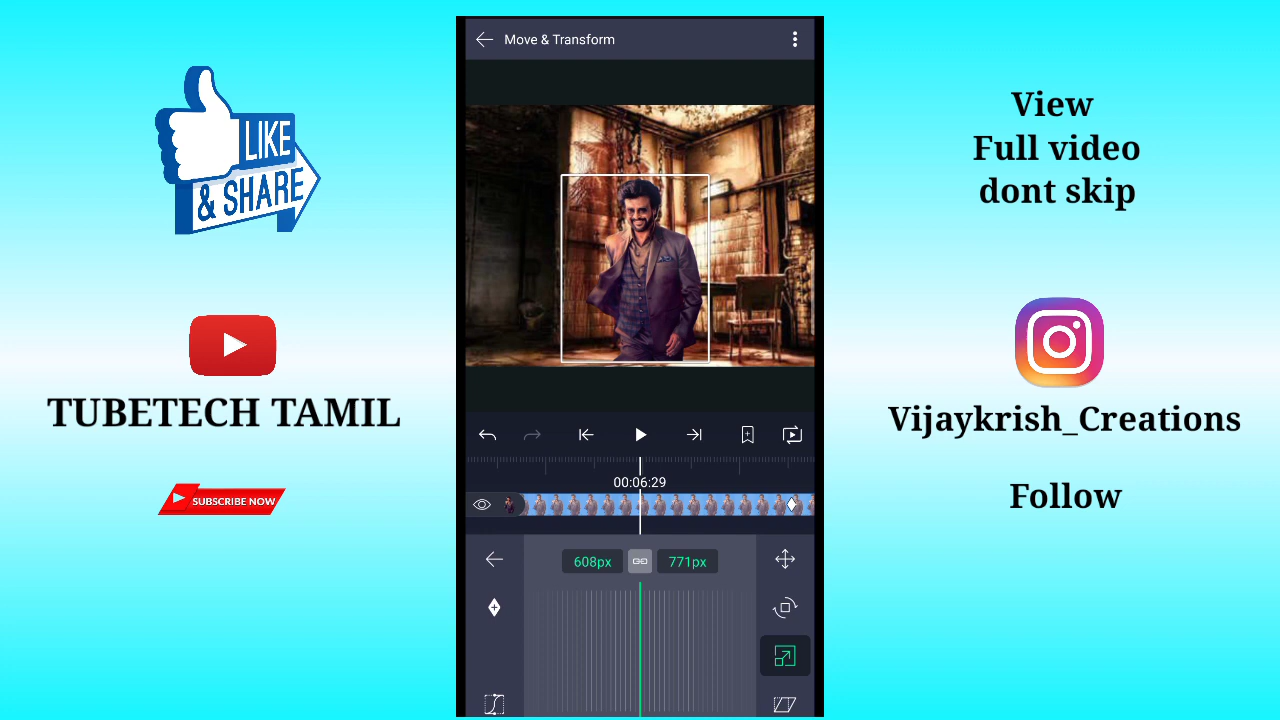 LIKE
& SHARE
TUBETECH TAMIL
SUBSCRIBE NOW
Move & Transform
00:06:29
608px
771px
View
Full video
dont skip
Vijaykrish_Creations
Follow